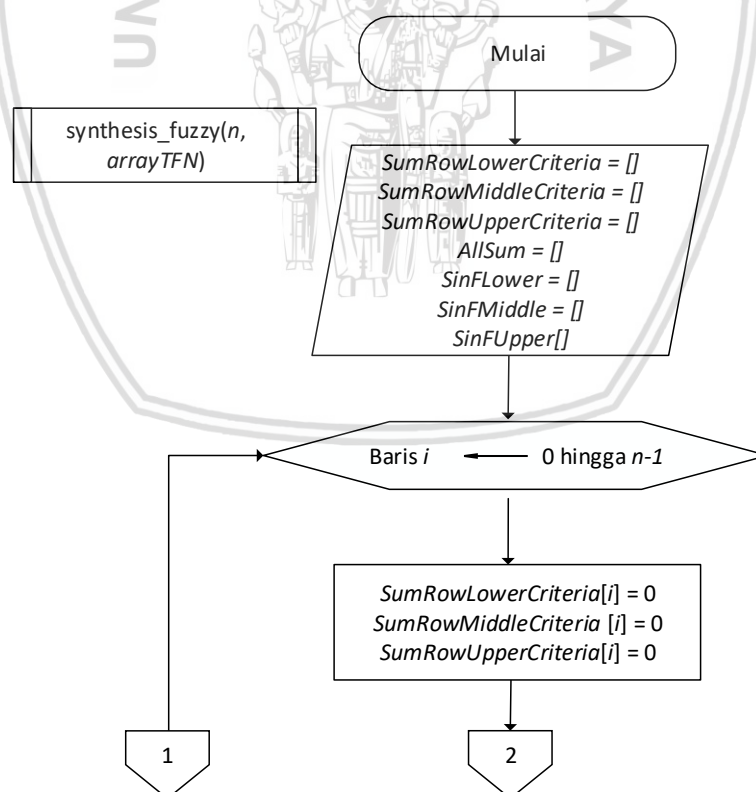 Mulai
synthesis_fuzzy(n,
arrayTFN)
SumRowLowerCriteria = []
SumRowMiddleCriteria = []
SumRowUpperCriteria = []
AllSum = []
SinFLower = []
SinFMiddle = []
SinFUpper[]
Baris i 0 hingga n-1
SumRowLowerCriteria[i] = 0
SumRowMiddleCriteria [i] = 0
SumRowUpperCriteria[i] = 0
1
2